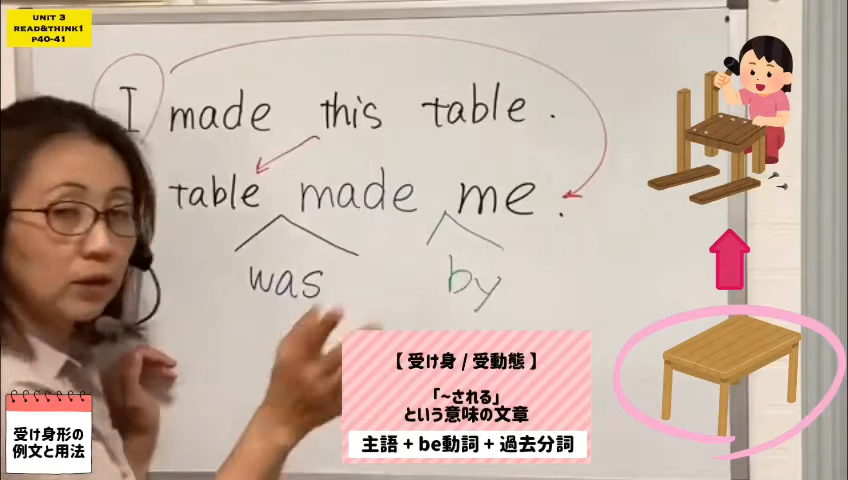 UNIT 3
READ&THINK1
P40-41
I made this table.
table made me.
was by
【 受け身 / 受動態 】
「~される」
という意味の文章
主語 + be動詞 + 過去分詞
受け身形の
例文と用法